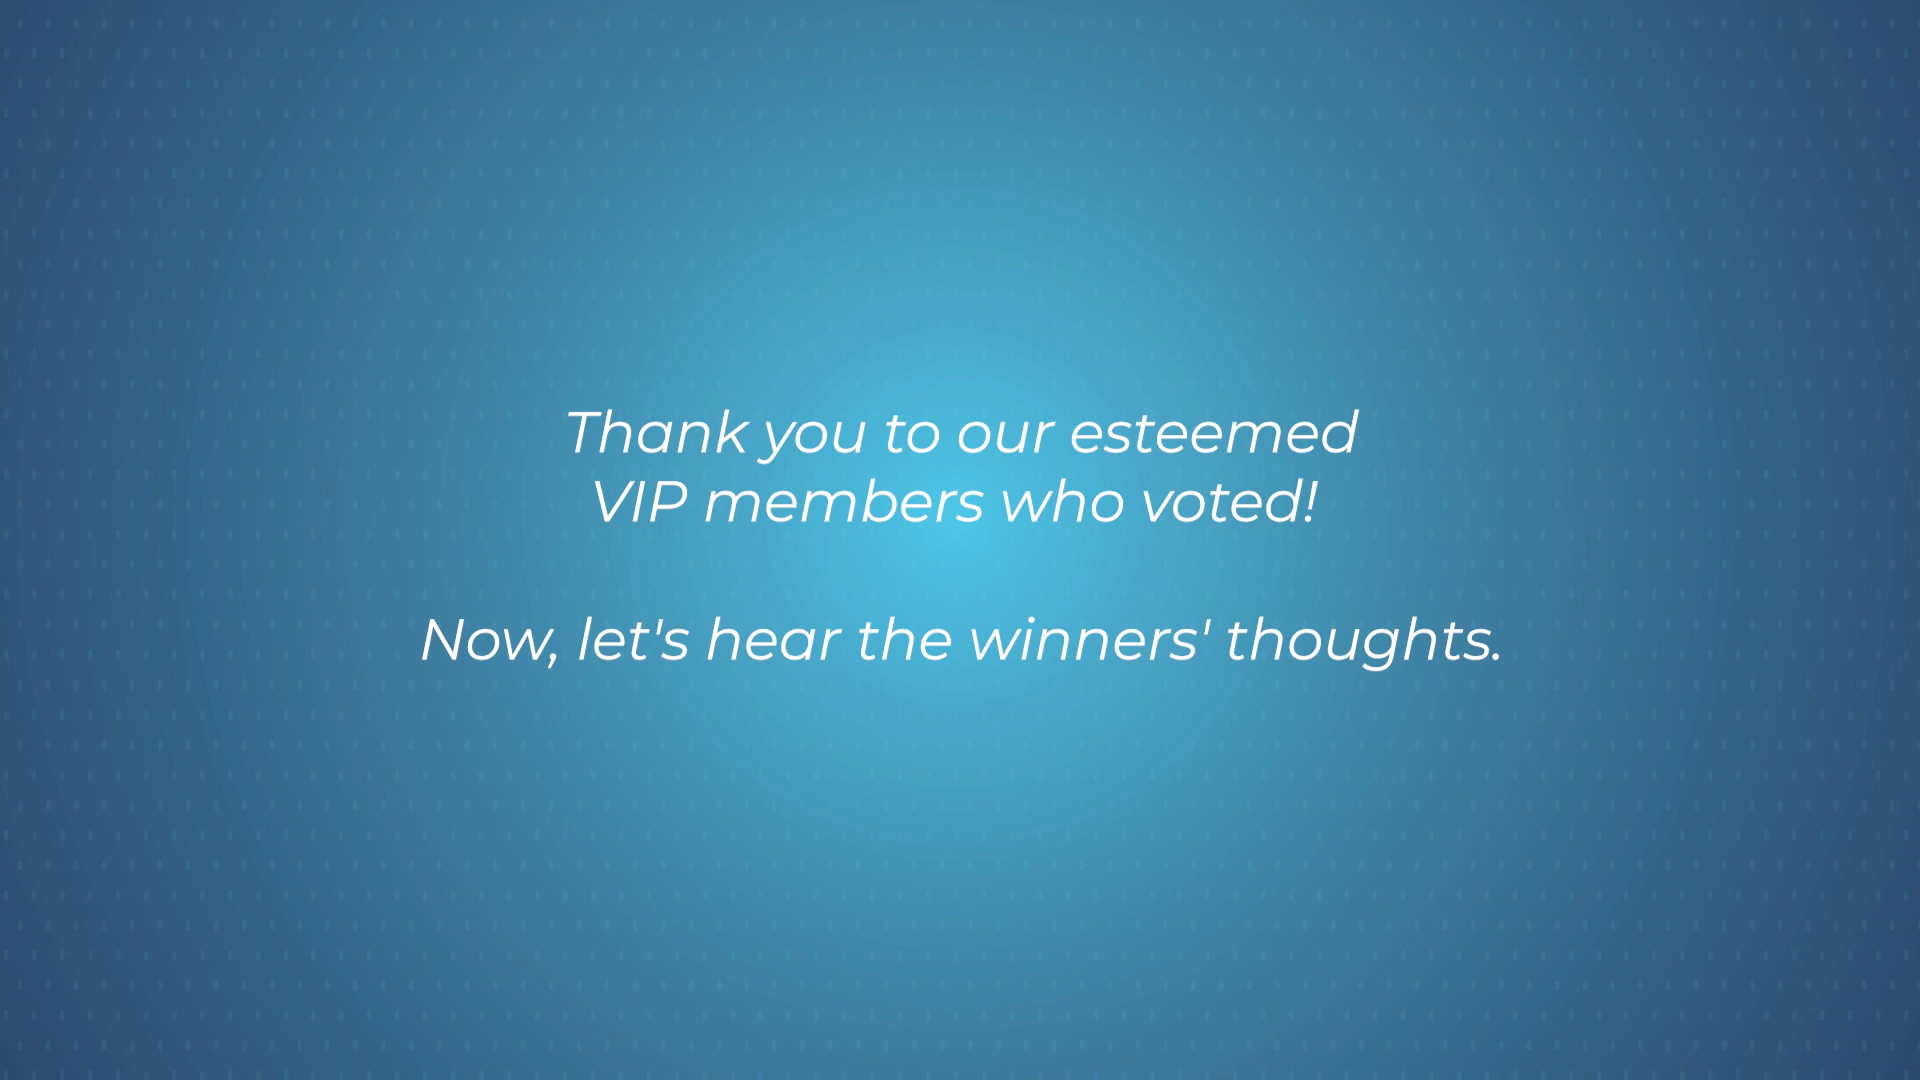 Thank you to our esteemed
VIP members who voted!
Now, let's hear the winners' thoughts.